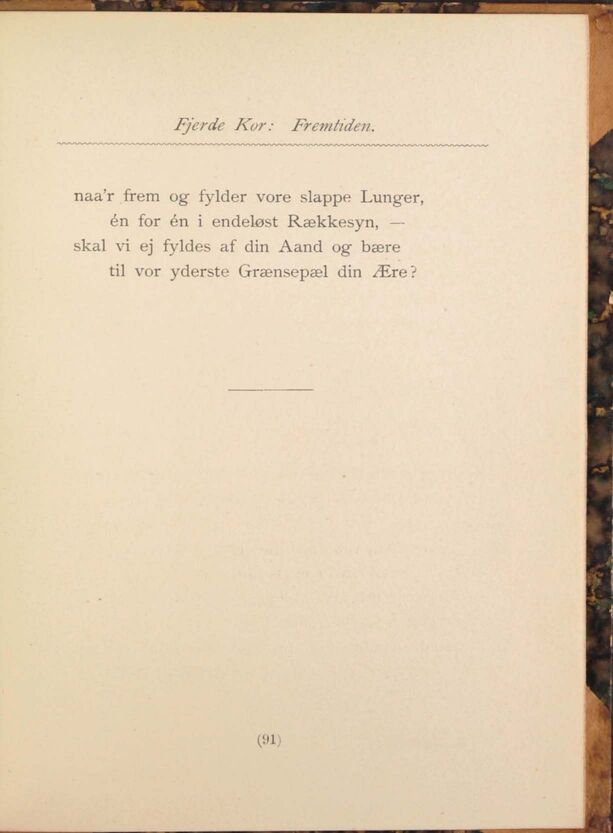 Fjerde Kor: Fremtiden.
naa'r frem og fylder vore slappe Lunger,
én for én i endeløst Rækkesyn, —
skal vi ej fyldes af din Aand og bære
til vor yderste Grænsepæl din Ære?
(91)